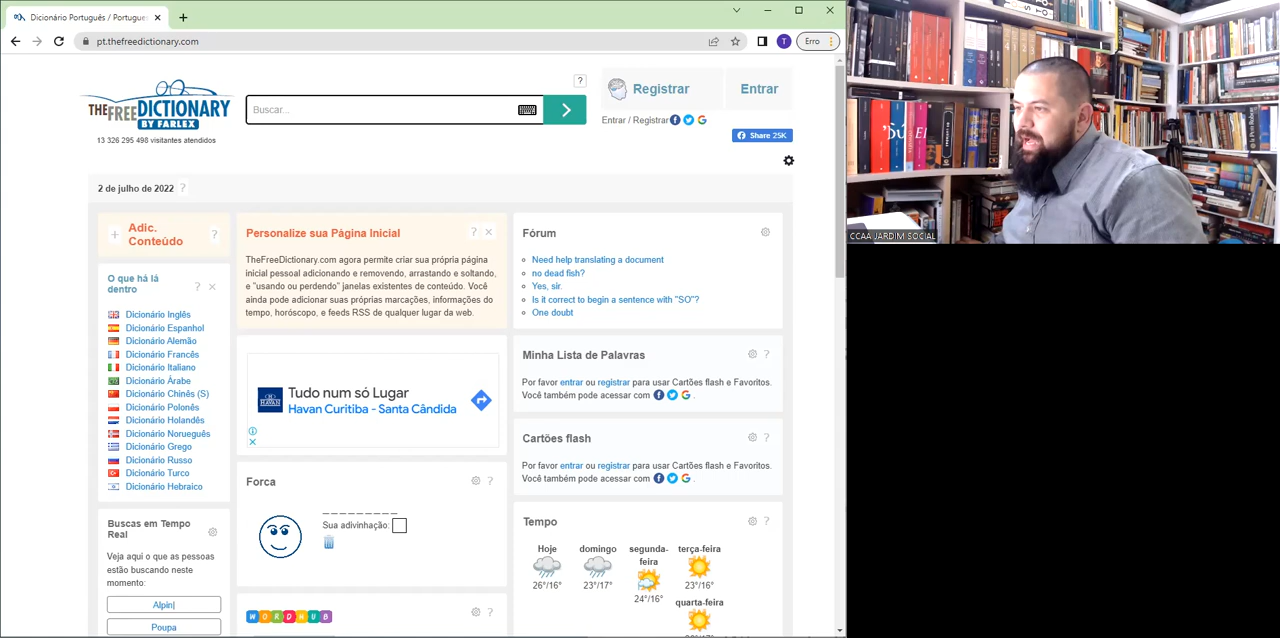 Dicionário Português / Portugues
pt.thefreedictionary.com
T
Erro
THEFREEDICTIONARY
BY FARLEX
13 326 295 498 visitantes atendidos
Buscar...
?
Registrar
Entrar
Entrar / Registrar
Share 25K
2 de julho de 2022 ?
Adic.
Conteúdo
?
O que há lá
dentro
?
Dicionário Inglês
Dicionário Espanhol
Dicionário Alemão
Dicionário Francês
Dicionário Italiano
Dicionário Árabe
Dicionário Chinês (S)
Dicionário Polonês
Dicionário Holandês
Dicionário Norueguês
Dicionário Grego
Dicionário Russo
Dicionário Turco
Dicionário Hebraico
Buscas em Tempo
Real
Veja aqui o que as pessoas
estão buscando neste
momento:
Alpin|
Poupa
Personalize sua Página Inicial ?
TheFreeDictionary.com agora permite criar sua própria página
inicial pessoal adicionando e removendo, arrastando e soltando,
e "usando ou perdendo" janelas existentes de conteúdo. Você
ainda pode adicionar suas próprias marcações, informações do
tempo, horóscopo, e feeds RSS de qualquer lugar da web.
HAVAN
Tudo num só Lugar
Havan Curitiba - Santa Cândida
Forca ?
_ _ _ _ _ _ _ _ _
Sua adivinhação:
WORDHUB ?
Fórum
Need help translating a document
no dead fish?
Yes, sir.
Is it correct to begin a sentence with "SO"?
One doubt
Minha Lista de Palavras ?
Por favor entrar ou registrar para usar Cartões flash e Favoritos.
Você também pode acessar com .
Cartões flash ?
Por favor entrar ou registrar para usar Cartões flash e Favoritos.
Você também pode acessar com .
Tempo ?
Hoje
26°/16°
domingo
23°/17°
segunda-
feira
24°/16°
terça-feira
23°/16°
quarta-feira
CCAA JARDIM SOCIAL